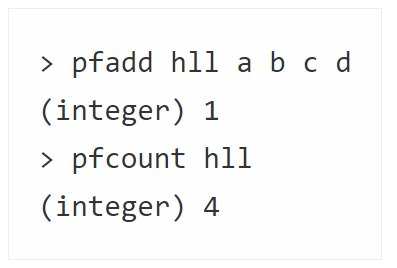 > pfadd hll a b c d
(integer) 1
> pfcount hll
(integer) 4